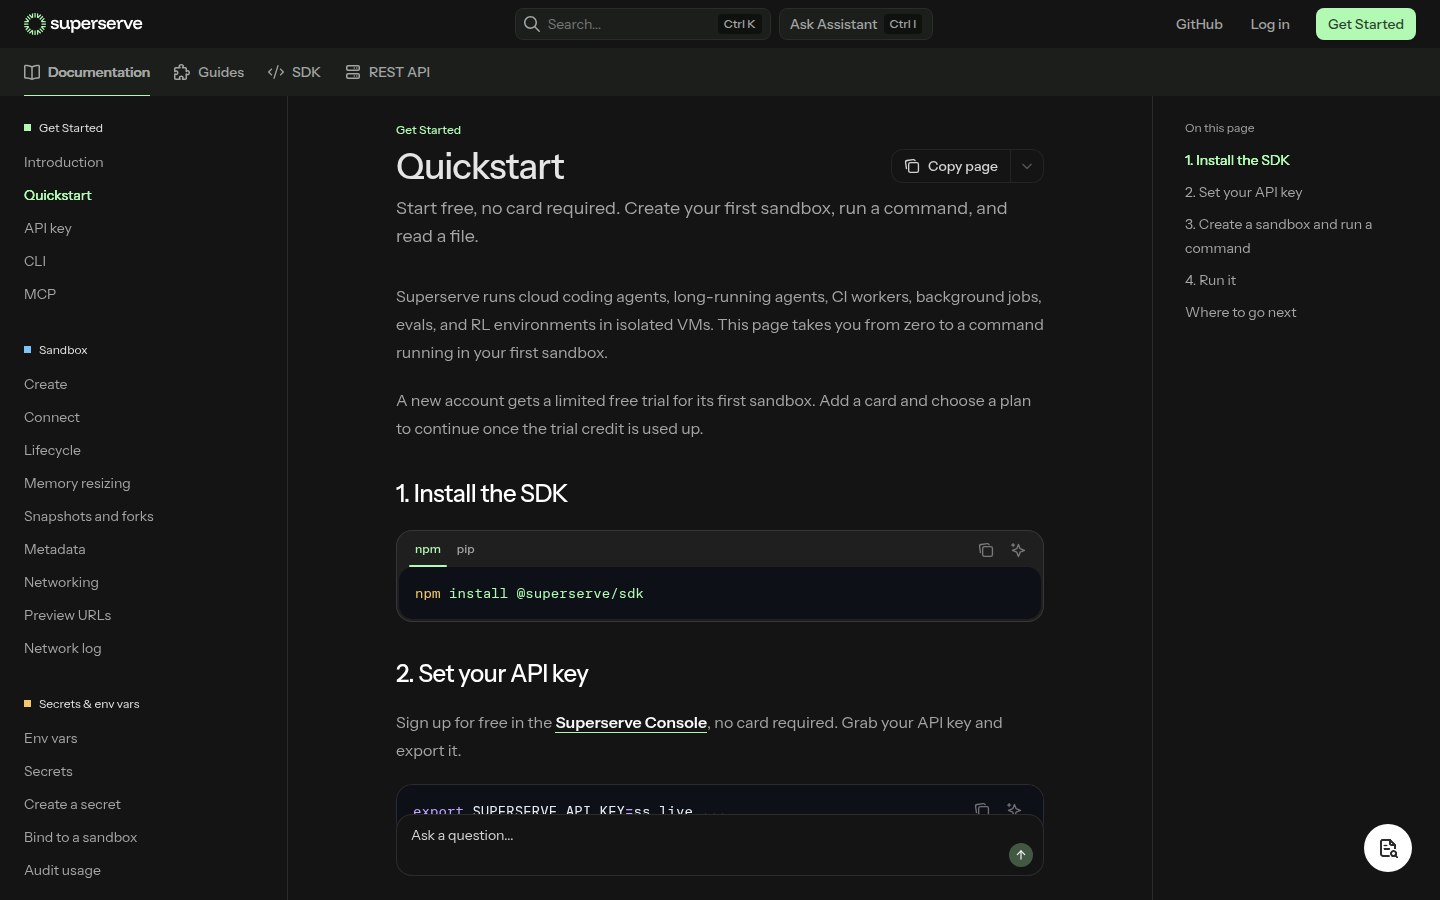 superserve
Search...
Ctrl K
Ask Assistant
Ctrl I
GitHub
Log in
Get Started
Documentation
Guides
SDK
REST API
Get Started
Introduction
Quickstart
API key
CLI
MCP
Sandbox
Create
Connect
Lifecycle
Memory resizing
Snapshots and forks
Metadata
Networking
Preview URLs
Network log
Secrets & env vars
Env vars
Secrets
Create a secret
Bind to a sandbox
Audit usage
Get Started
Quickstart
Copy page
Start free, no card required. Create your first sandbox, run a command, and
read a file.
Superserve runs cloud coding agents, long-running agents, CI workers, background jobs,
evals, and RL environments in isolated VMs. This page takes you from zero to a command
running in your first sandbox.
A new account gets a limited free trial for its first sandbox. Add a card and choose a plan
to continue once the trial credit is used up.
1. Install the SDK
npm
pip
npm install @superserve/sdk
2. Set your API key
Sign up for free in the Superserve Console, no card required. Grab your API key and
export it.
export SUPERSERVE_API_KEY=ss_live_...
Ask a question...
On this page
1. Install the SDK
2. Set your API key
3. Create a sandbox and run a
command
4. Run it
Where to go next